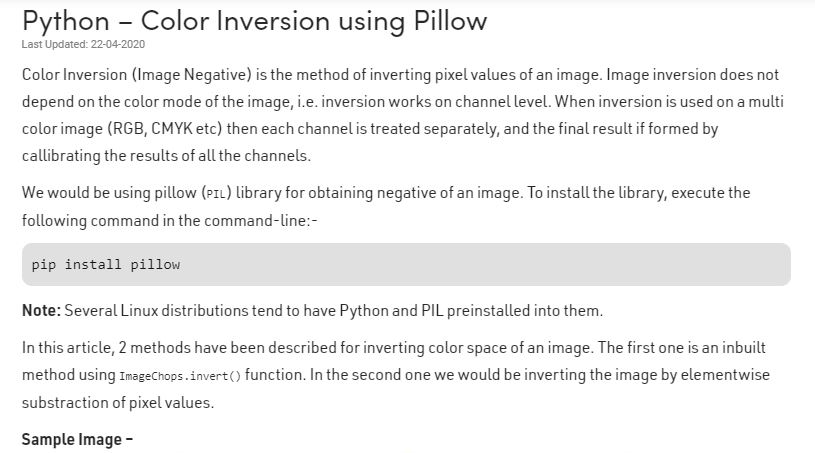 Python – Color Inversion using Pillow
Last Updated: 22-04-2020
Color Inversion (Image Negative) is the method of inverting pixel values of an image. Image inversion does not
depend on the color mode of the image, i.e. inversion works on channel level. When inversion is used on a multi
color image (RGB, CMYK etc) then each channel is treated separately, and the final result if formed by
callibrating the results of all the channels.
We would be using pillow (PIL) library for obtaining negative of an image. To install the library, execute the
following command in the command-line:-
pip install pillow
Note: Several Linux distributions tend to have Python and PIL preinstalled into them.
In this article, 2 methods have been described for inverting color space of an image. The first one is an inbuilt
method using ImageChops.invert() function. In the second one we would be inverting the image by elementwise
substraction of pixel values.
Sample Image –